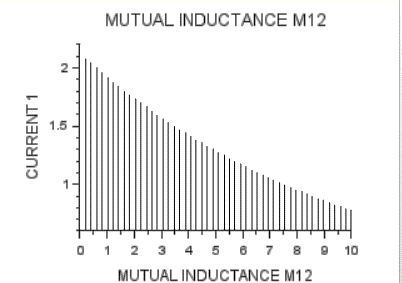 MUTUAL INDUCTANCE M12
CURRENT 1
2
1.5
1
0 1 2 3 4 5 6 7 8 9 10
MUTUAL INDUCTANCE M12